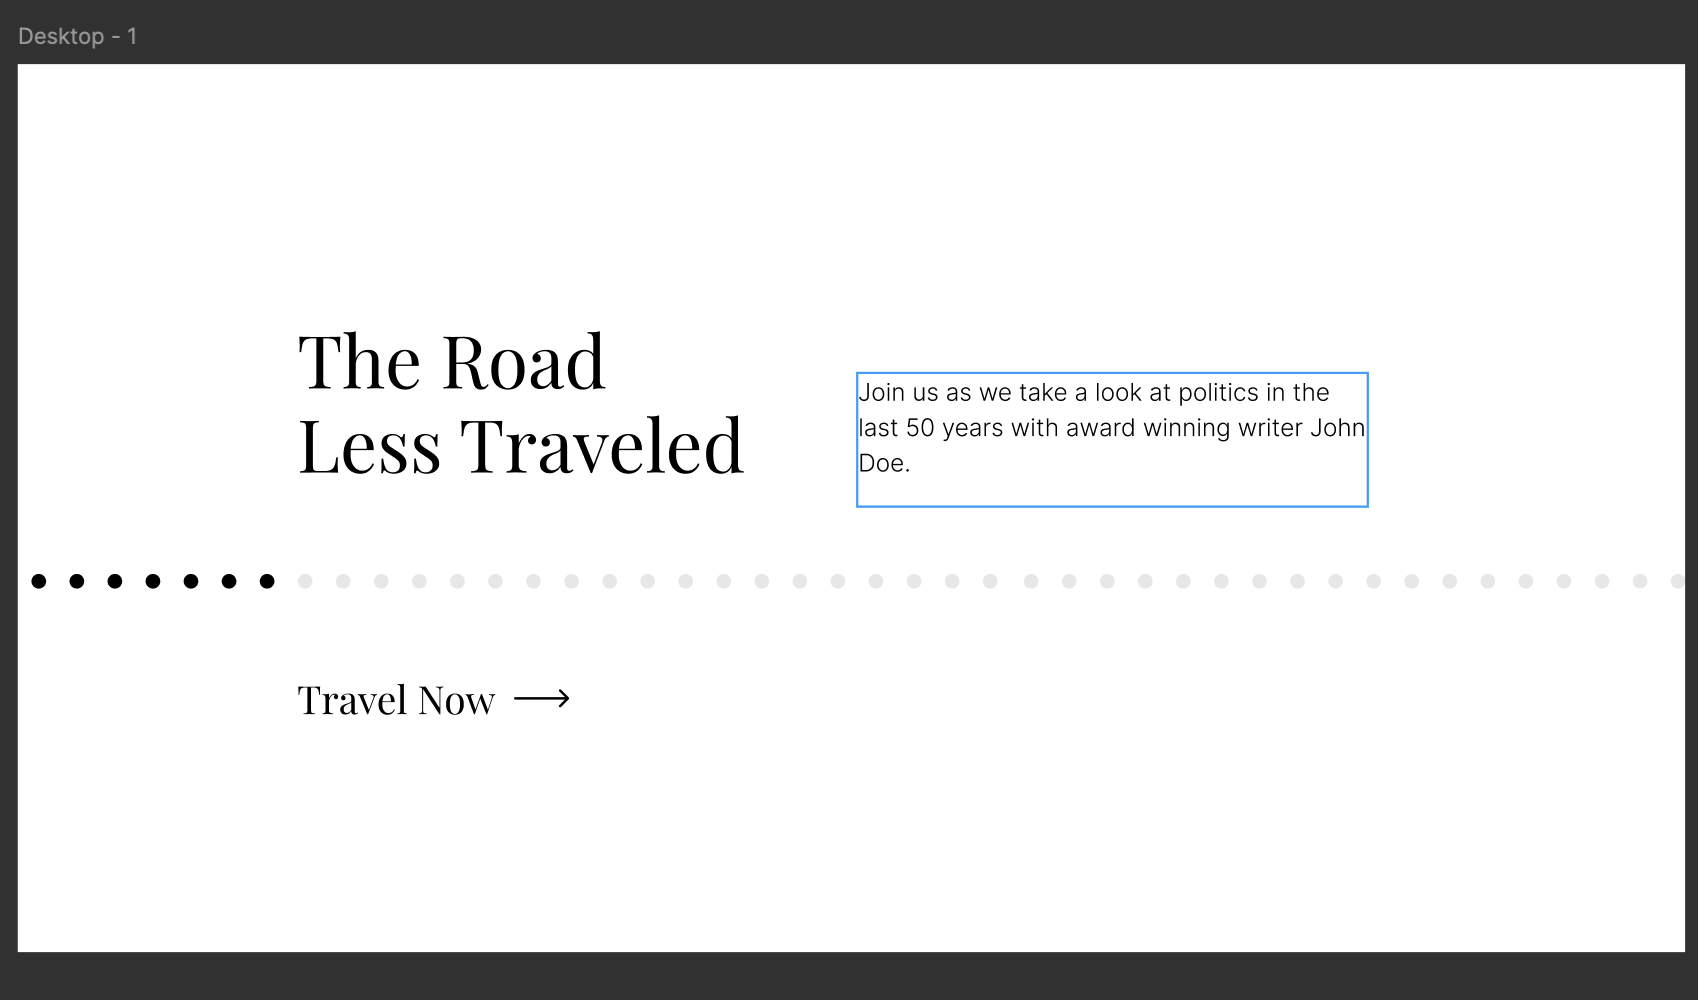 Desktop - 1
The Road
Less Traveled
Join us as we take a look at politics in the
last 50 years with award winning writer John
Doe.
Travel Now